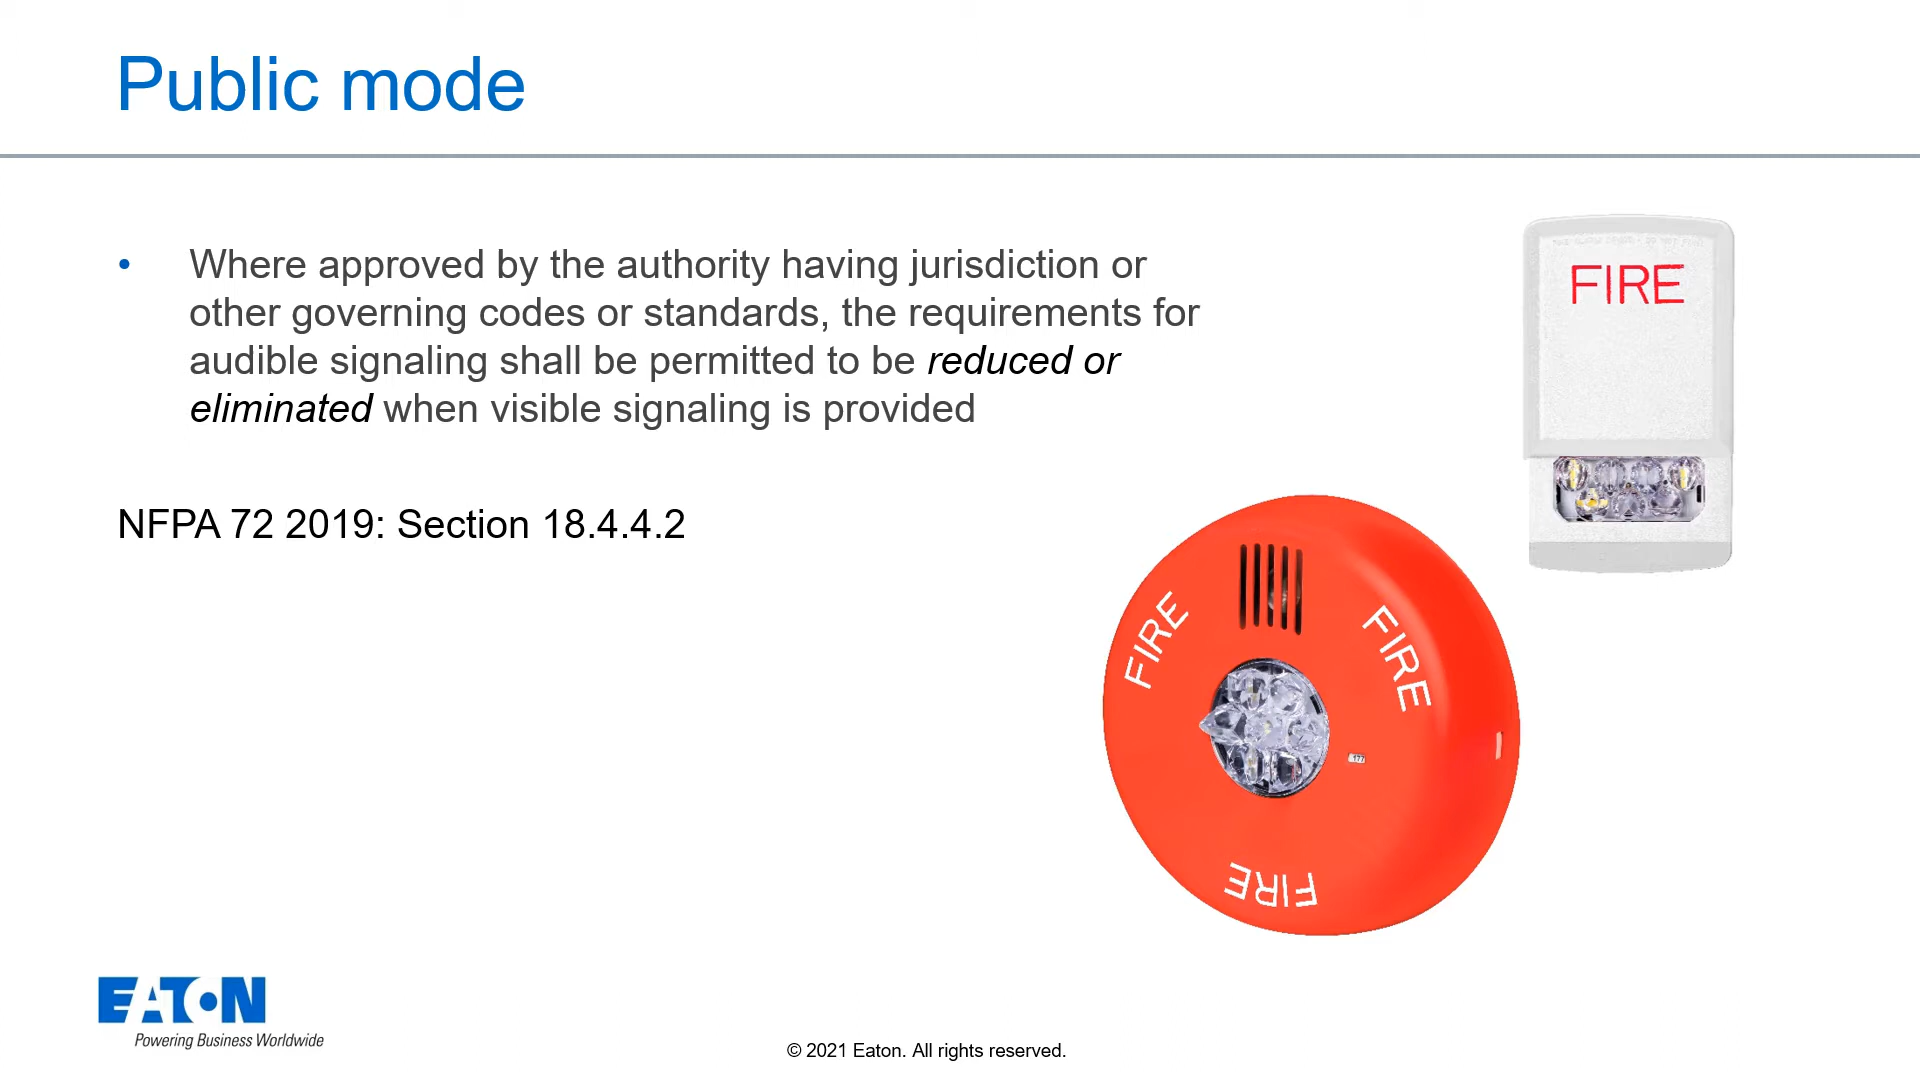 Public mode
• Where approved by the authority having jurisdiction or
other governing codes or standards, the requirements for
audible signaling shall be permitted to be reduced or
eliminated when visible signaling is provided
NFPA 72 2019: Section 18.4.4.2
FIRE
FIRE
FIRE
177
FIRE
EATON
Powering Business Worldwide
© 2021 Eaton. All rights reserved.